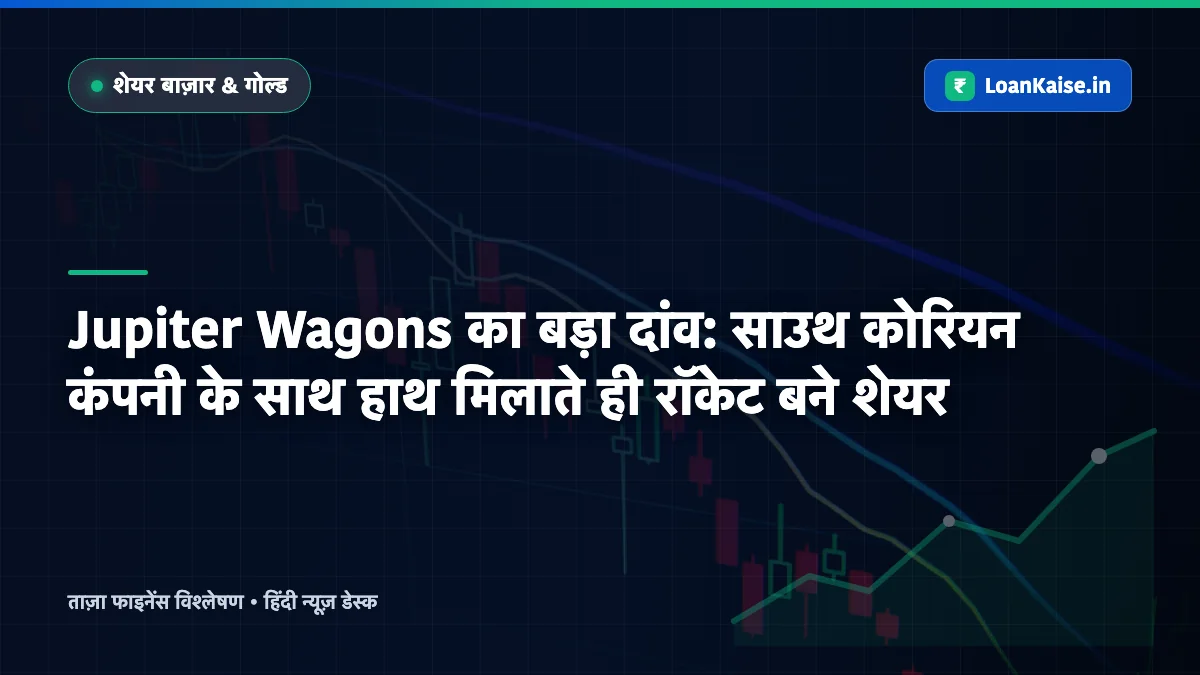 शेयर बाज़ार & गोल्ड
₹ LoanKaise.in
Jupiter Wagons का बड़ा दांव: साउथ कोरियन
कंपनी के साथ हाथ मिलाते ही रॉकेट बने शेयर
ताज़ा फाइनेंस विश्लेषण • हिंदी न्यूज़ डेस्क